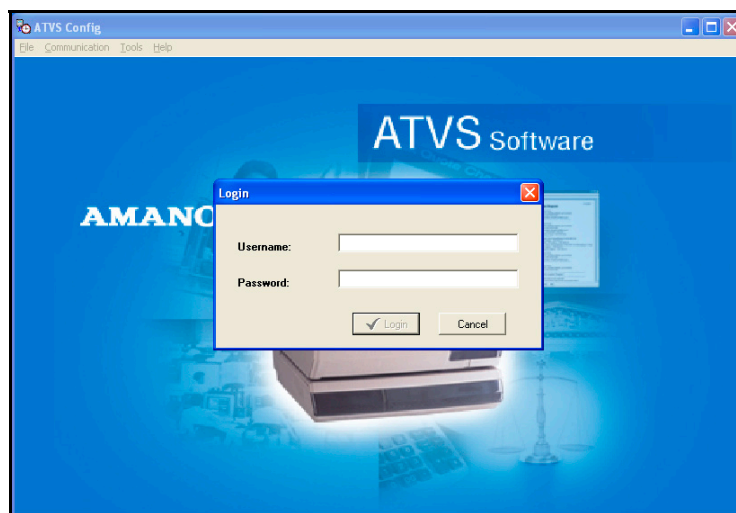 ATVS Config
File Communication Tools Help
ATVS Software
AMANO
Login
Username:
Password:
Login
Cancel